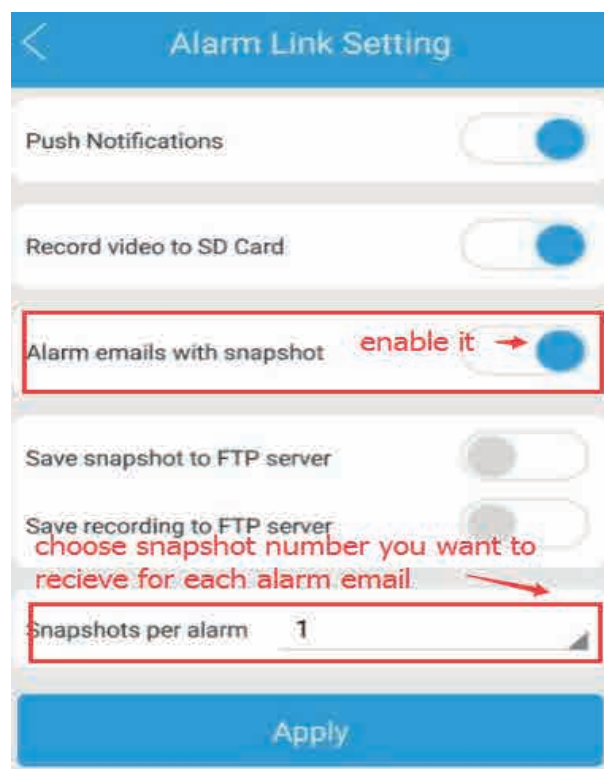 Alarm Link Setting
Push Notifications
Record video to SD Card
Alarm emails with snapshot enable it
Save snapshot to FTP server
Save recording to FTP server
choose snapshot number you want to
recieve for each alarm email
Snapshots per alarm 1
Apply